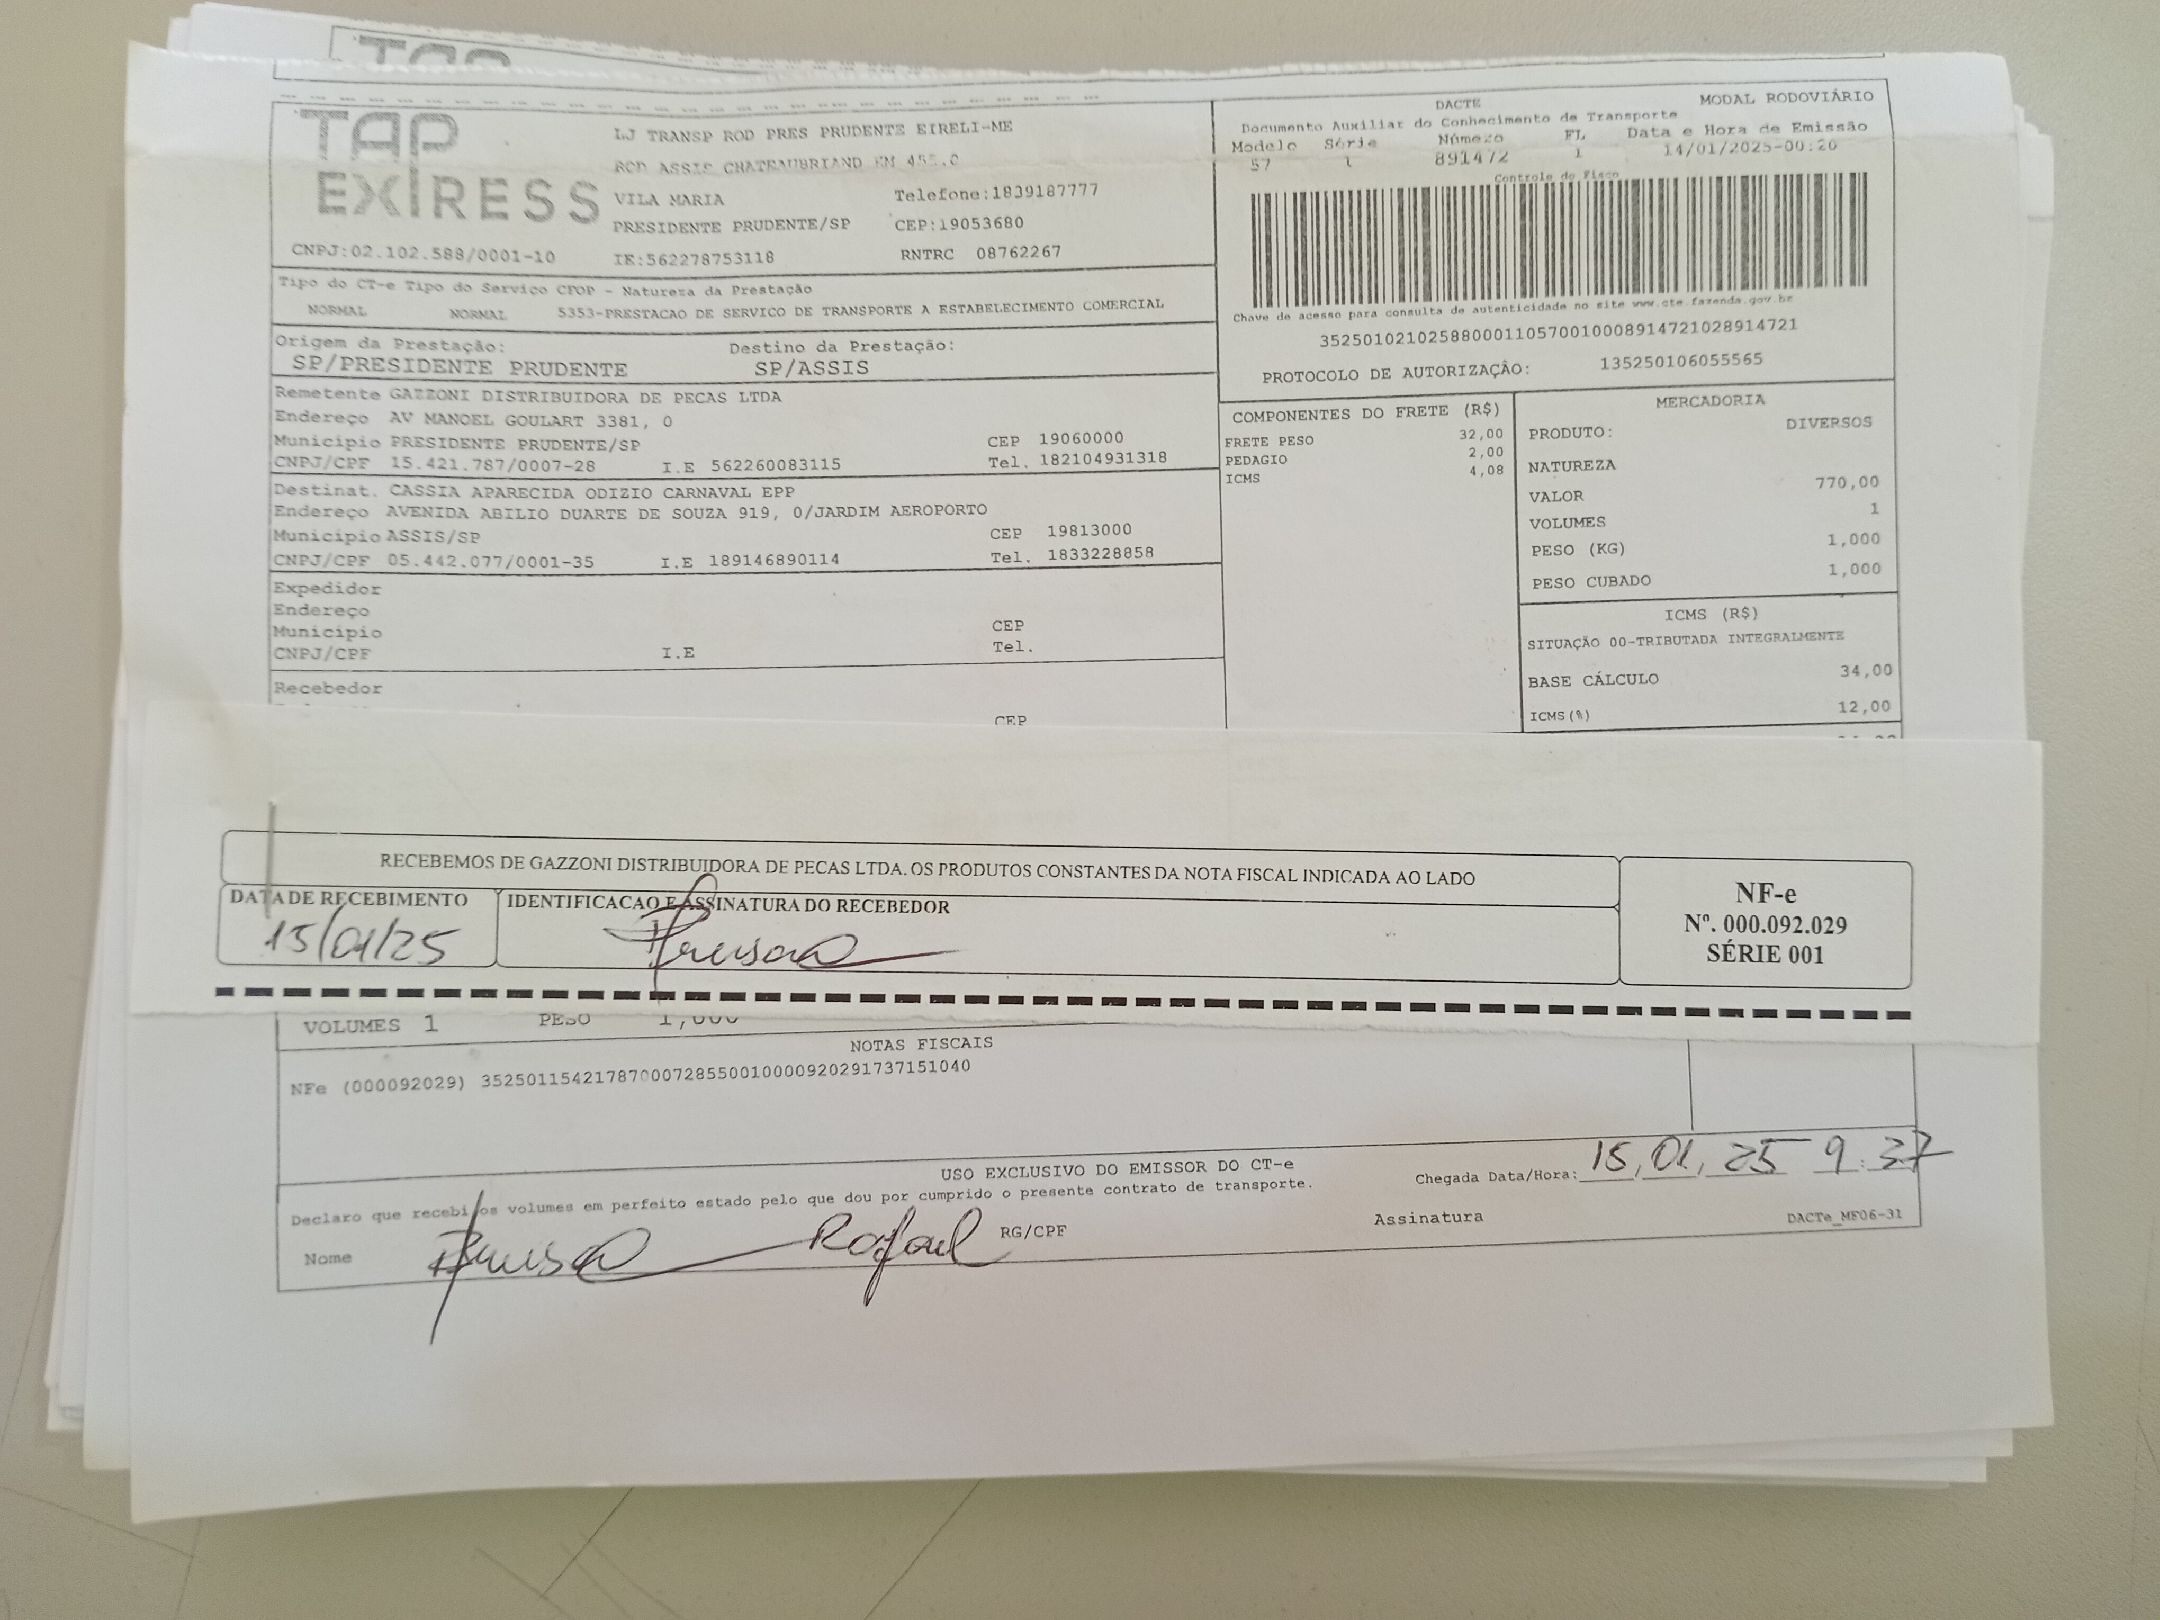 TAP
EXPRESS
CNPJ:02.102.588/0001-10
LJ TRANSP ROD PRES PRUDENTE EIRELI-ME
ROD ASSIS CHATEAUBRIAND KM 455.0
VILA MARIA Telefone:1839187777
PRESIDENTE PRUDENTE/SP CEP:19053680
IE:562278753118 RNTRC 08762267
DACTE MODAL RODOVIÁRIO
Documento Auxiliar do Conhecimento de Transporte
Modelo Série Número FL Data e Hora de Emissão
57 1 891472 1 14/01/2025-00:20
Controle do Fisco
Chave de acesso para consulta de autenticidade no site www.cte.fazenda.gov.br
35250102102588000110570010008914721028914721
PROTOCOLO DE AUTORIZAÇÃO: 135250106055565
Tipo do CT-e Tipo do Serviço CFOP - Natureza da Prestação
NORMAL NORMAL 5353-PRESTACAO DE SERVICO DE TRANSPORTE A ESTABELECIMENTO COMERCIAL
Origem da Prestação: Destino da Prestação:
SP/PRESIDENTE PRUDENTE SP/ASSIS
Remetente GAZZONI DISTRIBUIDORA DE PECAS LTDA
Endereço AV MANOEL GOULART 3381, 0
Município PRESIDENTE PRUDENTE/SP CEP 19060000
CNPJ/CPF 15.421.787/0007-28 I.E 562260083115 Tel. 182104931318
Destinat. CASSIA APARECIDA ODIZIO CARNAVAL EPP
Endereço AVENIDA ABILIO DUARTE DE SOUZA 919, 0/JARDIM AEROPORTO
Município ASSIS/SP CEP 19813000
CNPJ/CPF 05.442.077/0001-35 I.E 189146890114 Tel. 1833228858
Expedidor
Endereço
Município CEP
CNPJ/CPF I.E Tel.
Recebedor
CEP
COMPONENTES DO FRETE (R$)
FRETE PESO 32,00
PEDAGIO 2,00
ICMS 4,08
MERCADORIA
PRODUTO: DIVERSOS
NATUREZA
VALOR 770,00
VOLUMES 1
PESO (KG) 1,000
PESO CUBADO 1,000
ICMS (R$)
SITUAÇÃO 00-TRIBUTADA INTEGRALMENTE
BASE CÁLCULO 34,00
ICMS(%) 12,00
RECEBEMOS DE GAZZONI DISTRIBUIDORA DE PECAS LTDA. OS PRODUTOS CONSTANTES DA NOTA FISCAL INDICADA AO LADO
DATA DE RECEBIMENTO IDENTIFICACAO E ASSINATURA DO RECEBEDOR
15/01/25
NF-e
Nº. 000.092.029
SÉRIE 001
VOLUMES 1 PESO 1,000
NOTAS FISCAIS
NFe (000092029) 35250115421787000728550010000920291737151040
USO EXCLUSIVO DO EMISSOR DO CT-e
Declaro que recebi os volumes em perfeito estado pelo que dou por cumprido o presente contrato de transporte.
Chegada Data/Hora: 15,01,25 9:37
Nome Rafael RG/CPF Assinatura DACTe_MF06-31